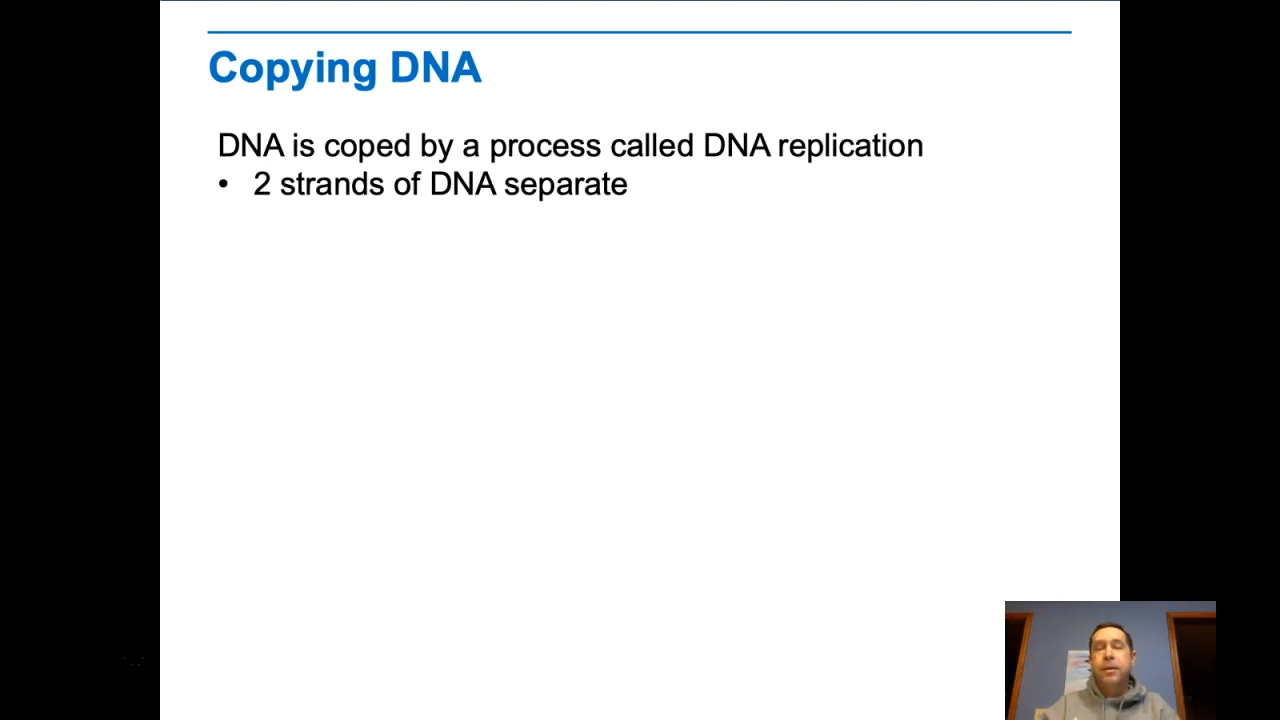 Copying DNA
DNA is coped by a process called DNA replication
• 2 strands of DNA separate